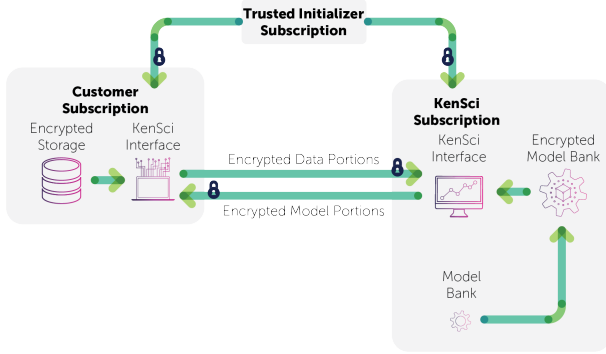 Trusted Initializer
Subscription
Customer
Subscription
Encrypted
Storage
KenSci
Interface
Encrypted Data Portions
Encrypted Model Portions
KenSci
Subscription
KenSci
Interface
Encrypted
Model Bank
Model
Bank